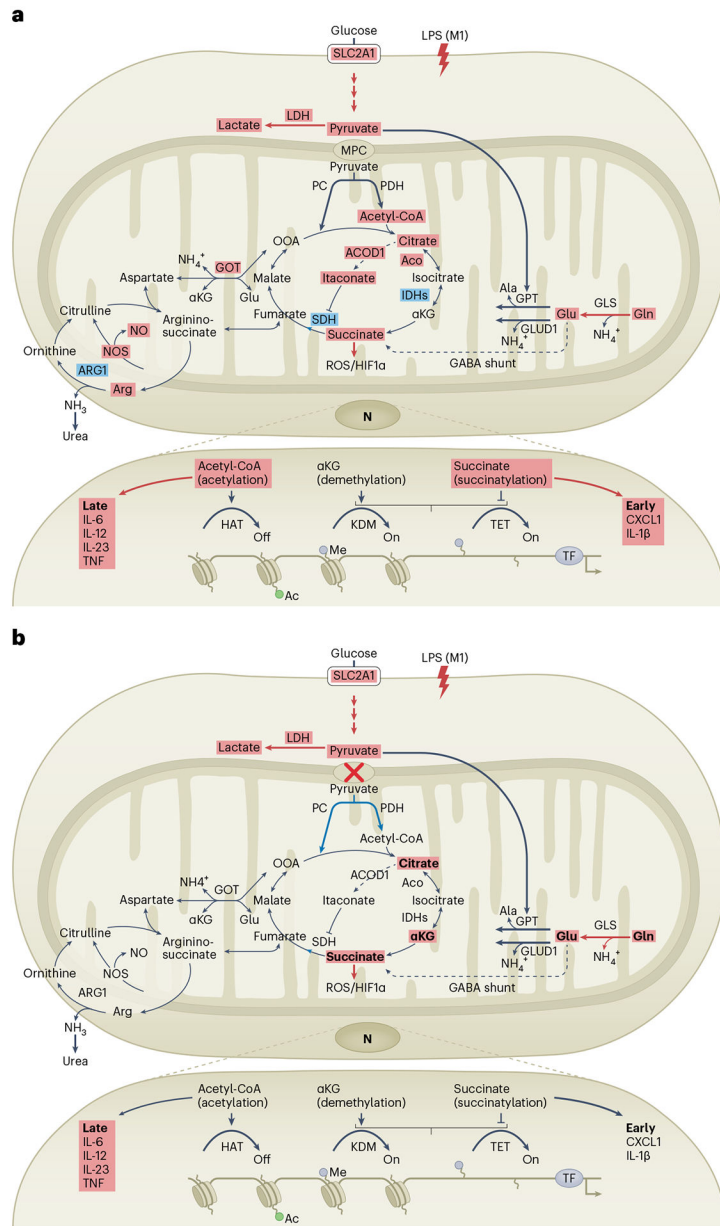 a
Glucose
LPS (M1)
SLC2A1
LDH
Lactate
Pyruvate
MPC
Pyruvate
PC
PDH
Acetyl-CoA
OOA
Citrate
NH4+
GOT
ACOD1
Aco
Aspartate
Malate
Itaconate
Isocitrate
Ala
GPT
GLS
αKG
Glu
IDHs
Citrulline
Fumarate
SDH
αKG
Glu
Gln
NO
Arginino-
succinate
Succinate
GLUD1
NH4+
NH4+
Ornithine
NOS
ROS/HIF1α
GABA shunt
ARG1
Arg
NH3
Urea
N
Acetyl-CoA
(acetylation)
αKG
(demethylation)
Succinate
(succinatylation)
Late
IL-6
IL-12
IL-23
TNF
Early
CXCL1
IL-1β
HAT
Off
KDM
On
TET
On
Me
TF
Ac
b
Glucose
LPS (M1)
SLC2A1
LDH
Lactate
Pyruvate
Pyruvate
PC
PDH
Acetyl-CoA
OOA
Citrate
NH4+
GOT
ACOD1
Aco
Aspartate
Malate
Itaconate
Isocitrate
Ala
GPT
GLS
αKG
Glu
IDHs
Citrulline
Fumarate
SDH
αKG
Glu
Gln
NO
Arginino-
succinate
Succinate
GLUD1
NH4+
NH4+
Ornithine
NOS
ROS/HIF1α
GABA shunt
ARG1
Arg
NH3
Urea
N
Acetyl-CoA
(acetylation)
αKG
(demethylation)
Succinate
(succinatylation)
Late
IL-6
IL-12
IL-23
TNF
Early
CXCL1
IL-1β
HAT
Off
KDM
On
TET
On
Me
TF
Ac